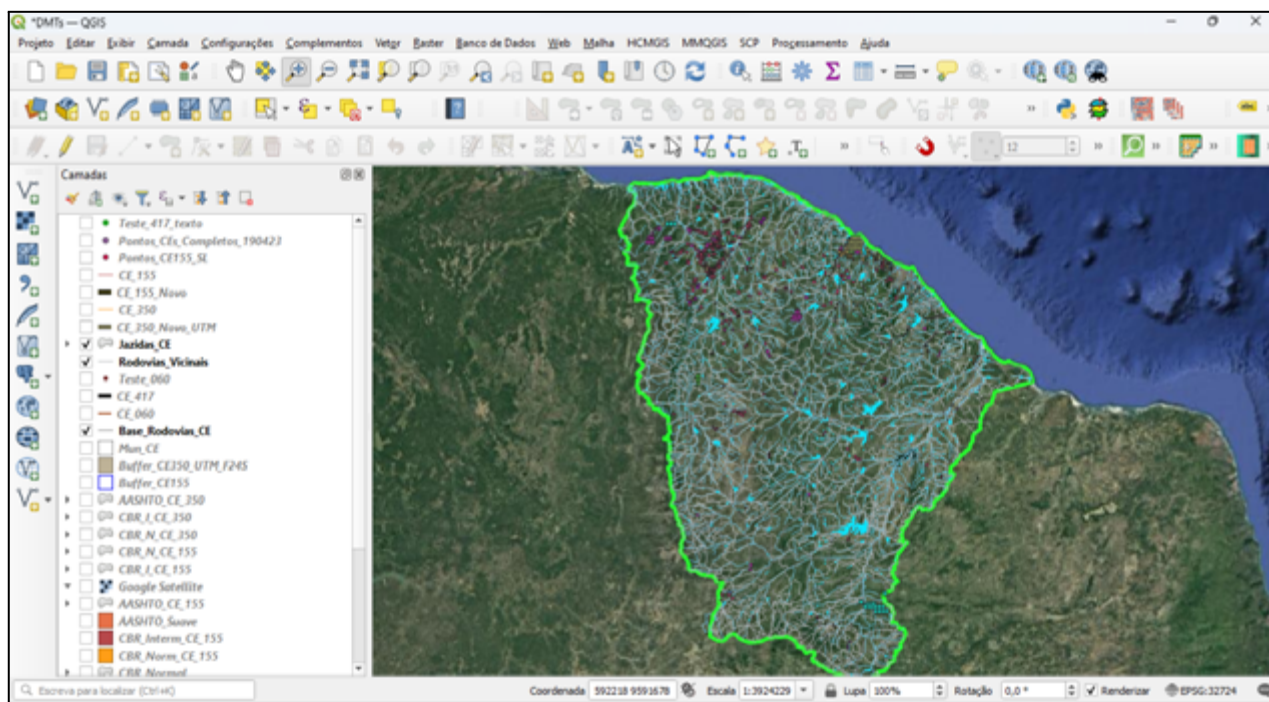 *DMTs — QGIS
Projeto Editar Exibir Camada Configurações Complementos Vetor Raster Banco de Dados Web Malha HCMGIS MMQGIS SCP Processamento Ajuda
12
Camadas
Teste_417_texto
Pontos_CEs_Completos_190423
Pontos_CE155_SL
CE_155
CE_155_Novo
CE_350
CE_350_Novo_UTM
Jazidas_CE
Rodovias_Vicinais
Teste_060
CE_417
CE_060
Base_Rodovias_CE
Mun_CE
Buffer_CE350_UTM_F24S
Buffer_CE155
AASHTO_CE_350
CBR_I_CE_350
CBR_N_CE_350
CBR_N_CE_155
CBR_I_CE_155
Google Satellite
AASHTO_CE_155
AASHTO_Suave
CBR_Interm_CE_155
CBR_Norm_CE_155
CBR_Normal
Escreva para localizar (Ctrl+K) Coordenada 592218 9591678 Escala 1:3924229 Lupa 100% Rotação 0,0 ° Renderizar EPSG:32724